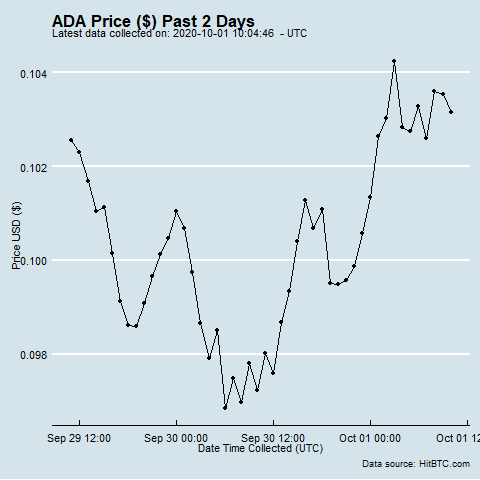 ADA Price ($) Past 2 Days
Latest data collected on: 2020-10-01 10:04:46 - UTC
0.104
0.102
0.100
0.098
Price USD ($)
Sep 29 12:00 Sep 30 00:00 Sep 30 12:00 Oct 01 00:00 Oct 01 12
Date Time Collected (UTC)
Data source: HitBTC.com